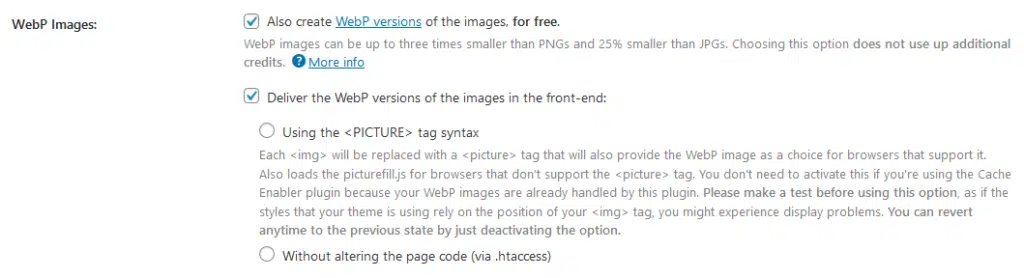 WebP Images:
Also create WebP versions of the images, for free.
WebP images can be up to three times smaller than PNGs and 25% smaller than JPGs. Choosing this option does not use up additional
credits. ? More info
Deliver the WebP versions of the images in the front-end:
Using the <PICTURE> tag syntax
Each <img> will be replaced with a <picture> tag that will also provide the WebP image as a choice for browsers that support it.
Also loads the picturefill.js for browsers that don't support the <picture> tag. You don't need to activate this if you're using the Cache
Enabler plugin because your WebP images are already handled by this plugin. Please make a test before using this option, as if the
styles that your theme is using rely on the position of your <img> tag, you might experience display problems. You can revert
anytime to the previous state by just deactivating the option.
Without altering the page code (via .htaccess)